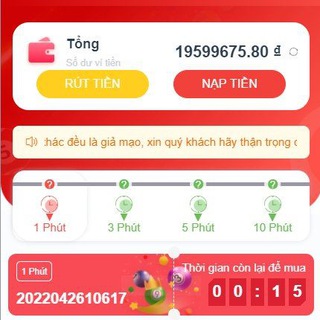 Tổng
19599675.80 ₫
Số dư ví tiền
RÚT TIỀN
NẠP TIỀN
thác đều là giả mạo, xin quý khách hãy thận trọng
1 Phút
3 Phút
5 Phút
10 Phút
1 Phút
Thời gian còn lại để mua
2022042610617
0 0 : 1 5